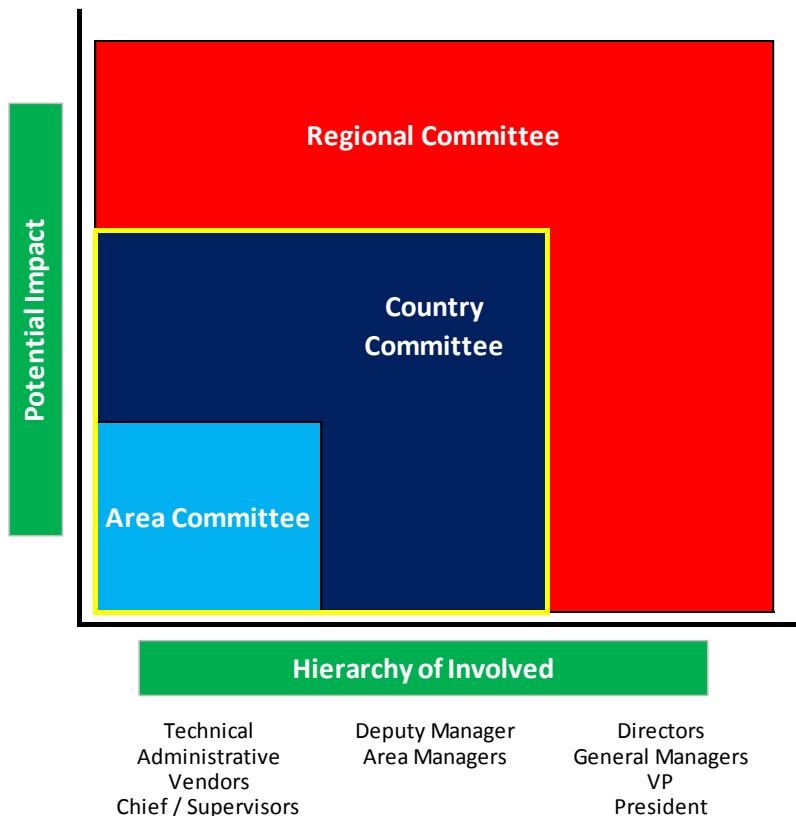 Regional Committee
Potential Impact
Country
Committee
Area Committee
Hierarchy of Involved
Technical
Administrative
Vendors
Chief / Supervisors
Deputy Manager
Area Managers
Directors
General Managers
VP
President